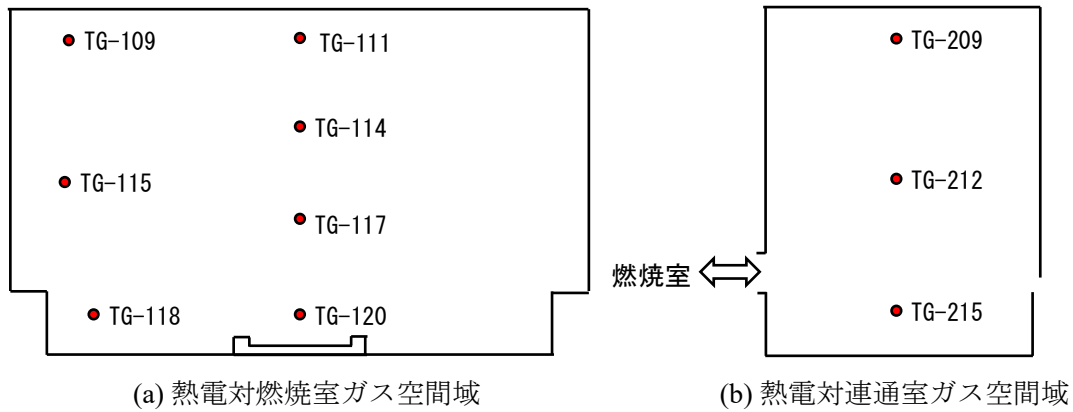 TG-109
TG-111
TG-209
TG-114
TG-115
TG-212
TG-117
燃焼室
TG-118
TG-120
TG-215
(a) 熱電対燃焼室ガス空間域
(b) 熱電対連通室ガス空間域